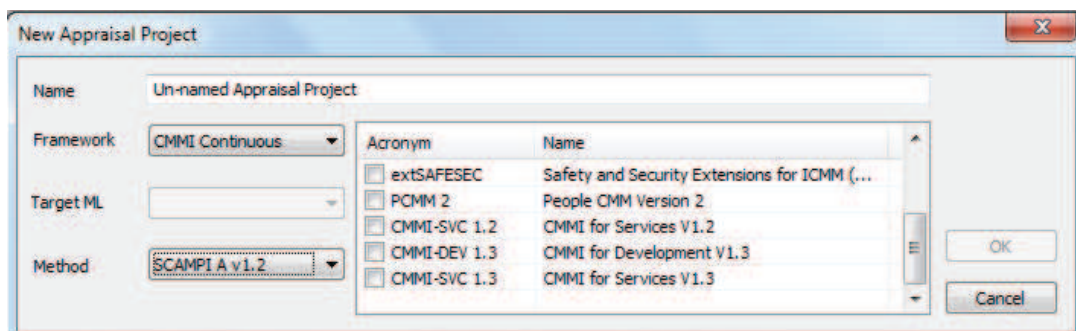 New Appraisal Project
Name Un-named Appraisal Project
Framework CMMI Continuous
Acronym Name
extSAFESEC Safety and Security Extensions for ICMM (...
PCMM 2 People CMM Version 2
Target ML
CMMI-SVC 1.2 CMMI for Services V1.2
CMMI-DEV 1.3 CMMI for Development V1.3
OK
Method SCAMPI A v1.2
CMMI-SVC 1.3 CMMI for Services V1.3
Cancel